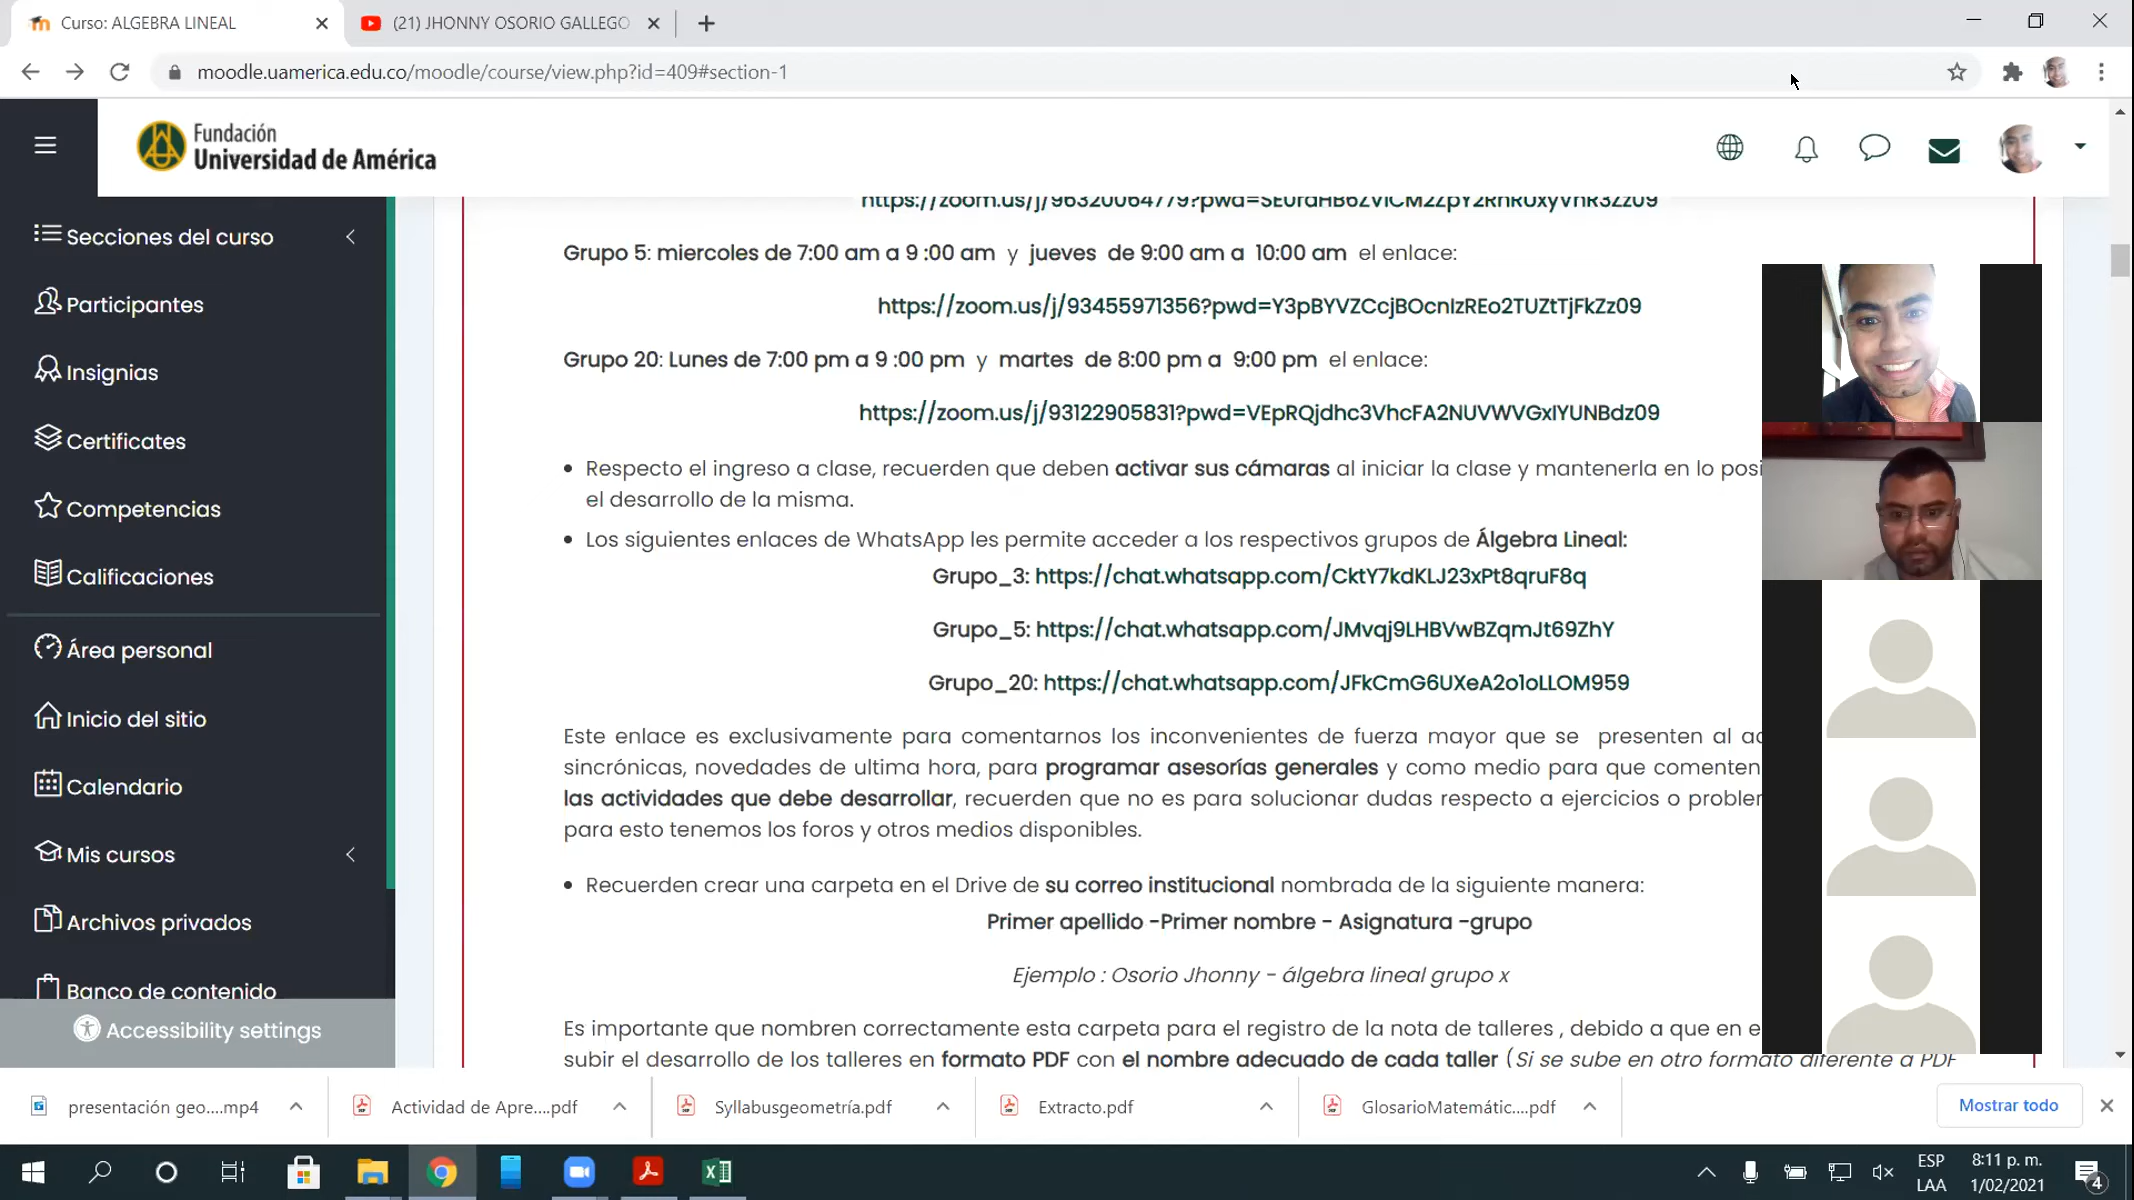 Curso: ALGEBRA LINEAL
(21) JHONNY OSORIO GALLEGO
moodle.uamerica.edu.co/moodle/course/view.php?id=409#section-1
Fundación
Universidad de América
Secciones del curso
Participantes
Insignias
Certificates
Competencias
Calificaciones
Área personal
Inicio del sitio
Calendario
Mis cursos
Archivos privados
Banco de contenido
Accessibility settings
Grupo 5: miercoles de 7:00 am a 9 :00 am y jueves de 9:00 am a 10:00 am el enlace:
https://zoom.us/j/93455971356?pwd=Y3pBYVZCcjBOcnIzREo2TUZtTjFkZz09
Grupo 20: Lunes de 7:00 pm a 9 :00 pm y martes de 8:00 pm a 9:00 pm el enlace:
https://zoom.us/j/93122905831?pwd=VEpRQjdhc3VhcFA2NUVWVGxIYUNBdz09
• Respecto el ingreso a clase, recuerden que deben activar sus cámaras al iniciar la clase y mantenerla en lo posi
el desarrollo de la misma.
• Los siguientes enlaces de WhatsApp les permite acceder a los respectivos grupos de Álgebra Lineal:
Grupo_3: https://chat.whatsapp.com/CktY7kdKLJ23xPt8qruF8q
Grupo_5: https://chat.whatsapp.com/JMvqj9LHBVwBZqmJt69ZhY
Grupo_20: https://chat.whatsapp.com/JFkCmG6UXeA2o1oLLOM959
Este enlace es exclusivamente para comentarnos los inconvenientes de fuerza mayor que se presenten al ac
sincrónicas, novedades de ultima hora, para programar asesorías generales y como medio para que comenten
las actividades que debe desarrollar, recuerden que no es para solucionar dudas respecto a ejercicios o probler
para esto tenemos los foros y otros medios disponibles.
• Recuerden crear una carpeta en el Drive de su correo institucional nombrada de la siguiente manera:
Primer apellido -Primer nombre - Asignatura -grupo
Ejemplo : Osorio Jhonny - álgebra lineal grupo x
Es importante que nombren correctamente esta carpeta para el registro de la nota de talleres , debido a que en e
subir el desarrollo de los talleres en formato PDF con el nombre adecuado de cada taller (Si se sube en otro formato diferente a PDF
presentación geo....mp4
Actividad de Apre....pdf
Syllabusgeometría.pdf
Extracto.pdf
GlosarioMatemátic....pdf
Mostrar todo
ESP
LAA
8:11 p. m.
1/02/2021
4